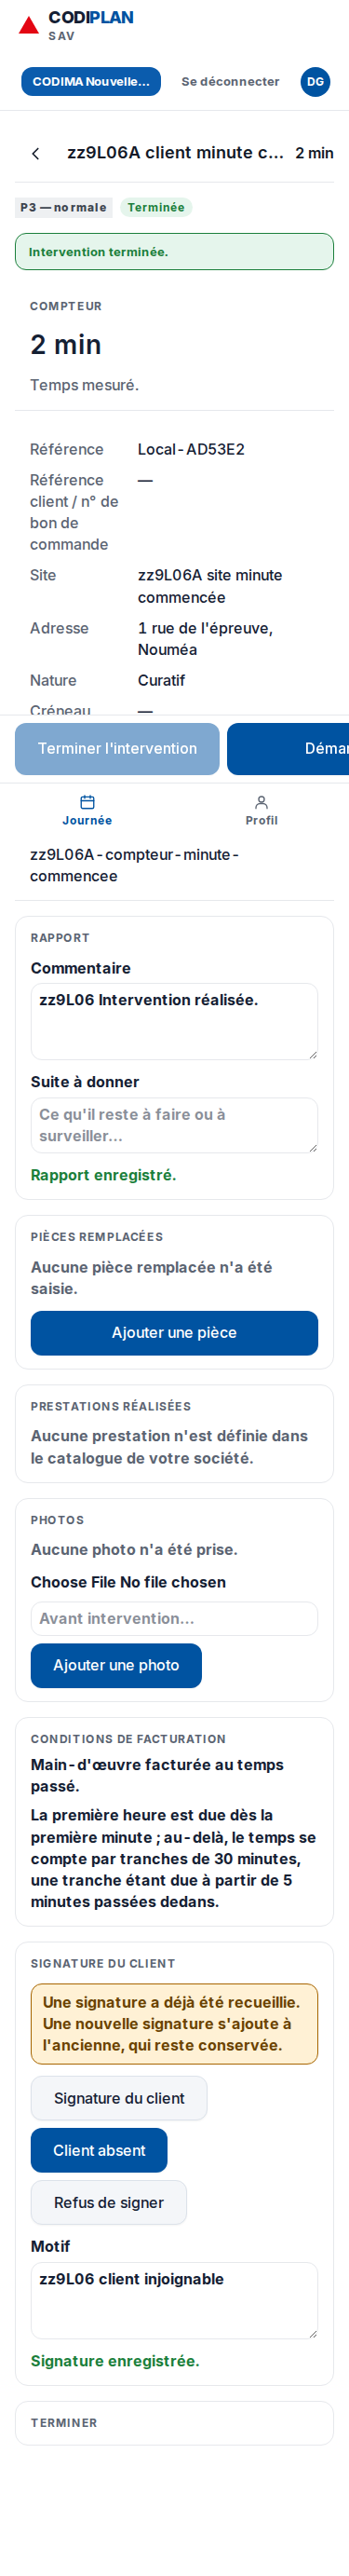 CODIPLAN
SAV
CODIMA Nouvelle... Se déconnecter DG
zz9L06A client minute c... 2 min
P3 — normale Terminée
Intervention terminée.
COMPTEUR
2 min
Temps mesuré.
Référence Local-AD53E2
Référence —
client / n° de
bon de
commande
Site zz9L06A site minute
commencée
Adresse 1 rue de l'épreuve,
Nouméa
Nature Curatif
Créneau —
Terminer l'intervention Démar
Journée Profil
zz9L06A-compteur-minute-
commencee
RAPPORT
Commentaire
zz9L06 Intervention réalisée.
Suite à donner
Ce qu'il reste à faire ou à
surveiller...
Rapport enregistré.
PIÈCES REMPLACÉES
Aucune pièce remplacée n'a été
saisie.
Ajouter une pièce
PRESTATIONS RÉALISÉES
Aucune prestation n'est définie dans
le catalogue de votre société.
PHOTOS
Aucune photo n'a été prise.
Choose File No file chosen
Avant intervention...
Ajouter une photo
CONDITIONS DE FACTURATION
Main-d'œuvre facturée au temps
passé.
La première heure est due dès la
première minute ; au-delà, le temps se
compte par tranches de 30 minutes,
une tranche étant due à partir de 5
minutes passées dedans.
SIGNATURE DU CLIENT
Une signature a déjà été recueillie.
Une nouvelle signature s'ajoute à
l'ancienne, qui reste conservée.
Signature du client
Client absent
Refus de signer
Motif
zz9L06 client injoignable
Signature enregistrée.
TERMINER